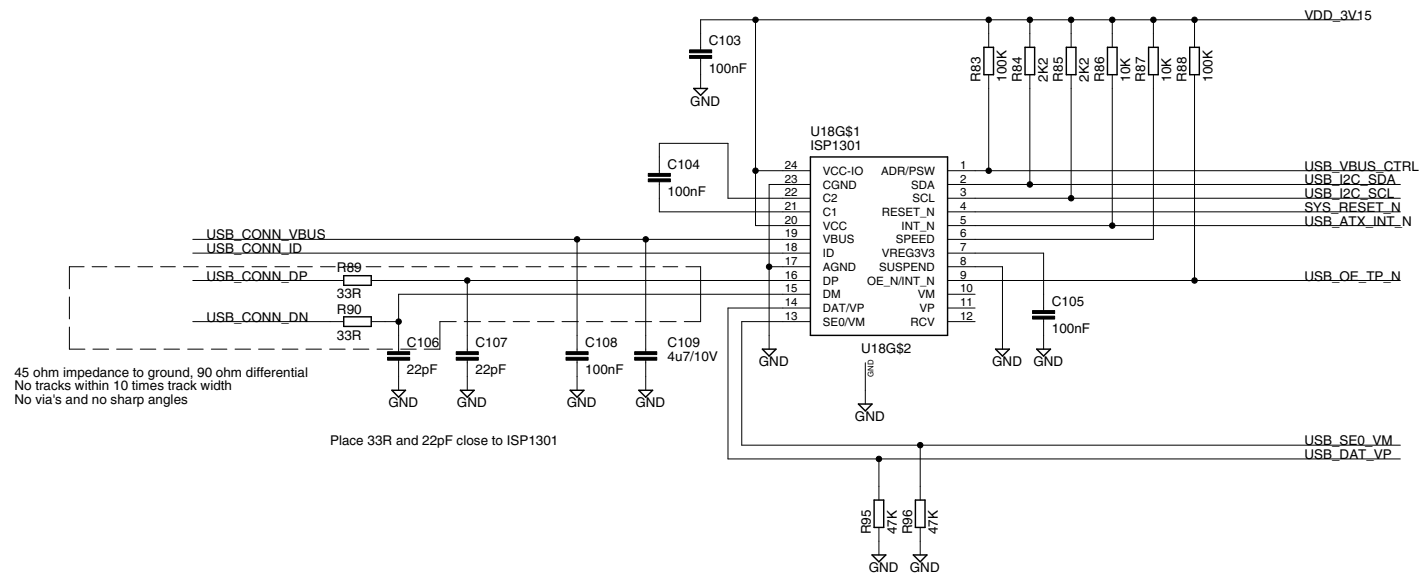 VDD_3V15
C103
100nF
GND
R83
100K
R84
2K2
R85
2K2
R86
10K
R87
10K
R88
100K
U18G$1
ISP1301
C104
100nF
24 VCC-IO ADR/PSW 1 USB_VBUS_CTRL
23 CGND SDA 2 USB_I2C_SDA
22 C2 SCL 3 USB_I2C_SCL
21 C1 RESET_N 4 SYS_RESET_N
20 VCC INT_N 5 USB_ATX_INT_N
USB_CONN_VBUS 19 VBUS SPEED 6
USB_CONN_ID 18 ID VREG3V3 7
17 AGND SUSPEND 8
USB_CONN_DP R89 33R 16 DP OE_N/INT_N 9 USB_OE_TP_N
15 DM VM 10
14 DAT/VP VP 11
USB_CONN_DN R90 33R 13 SE0/VM RCV 12
C105
100nF
C106
22pF
C107
22pF
C108
100nF
C109
4u7/10V
U18G$2
GND
GND
GND
GND
GND
GND
GND
GND
GND
45 ohm impedance to ground, 90 ohm differential
No tracks within 10 times track width
No via's and no sharp angles
Place 33R and 22pF close to ISP1301
USB_SE0_VM
USB_DAT_VP
R95
47K
R96
47K
GND
GND